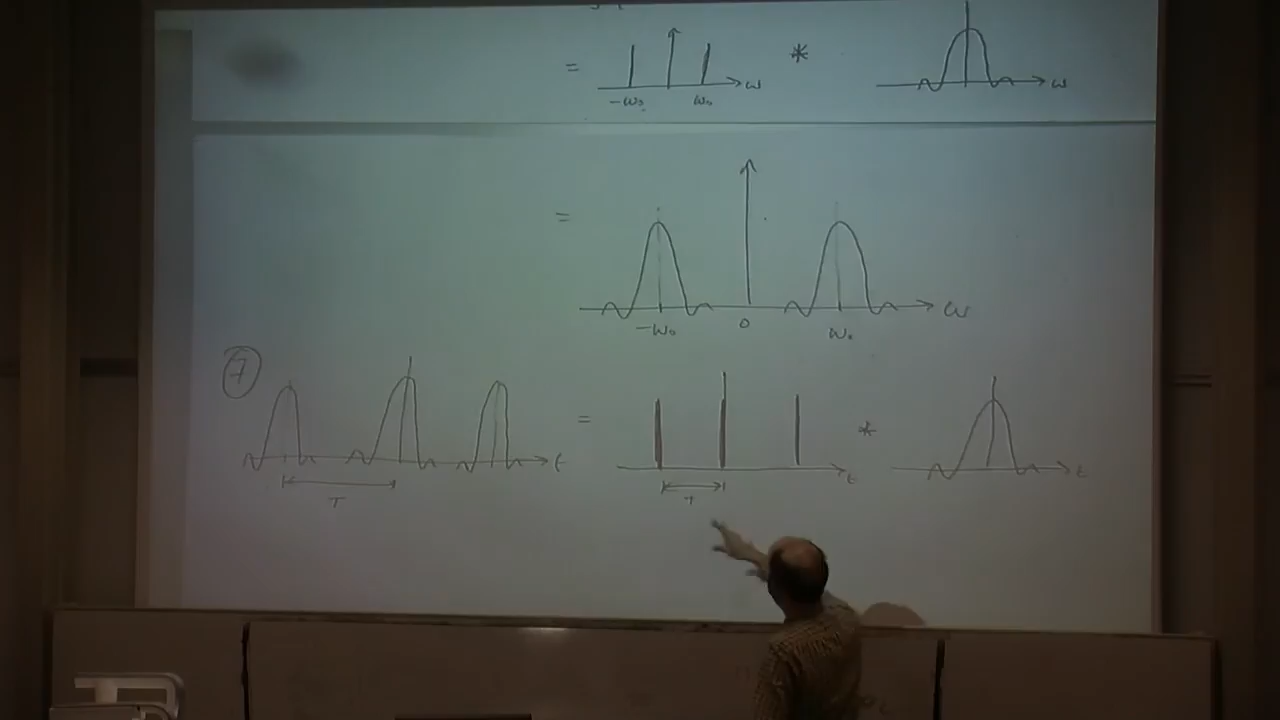 = * 
-ω₀ ω₀ ω ω
=
-ω₀ 0 ω₀ ω
7
= *
t t t
T T